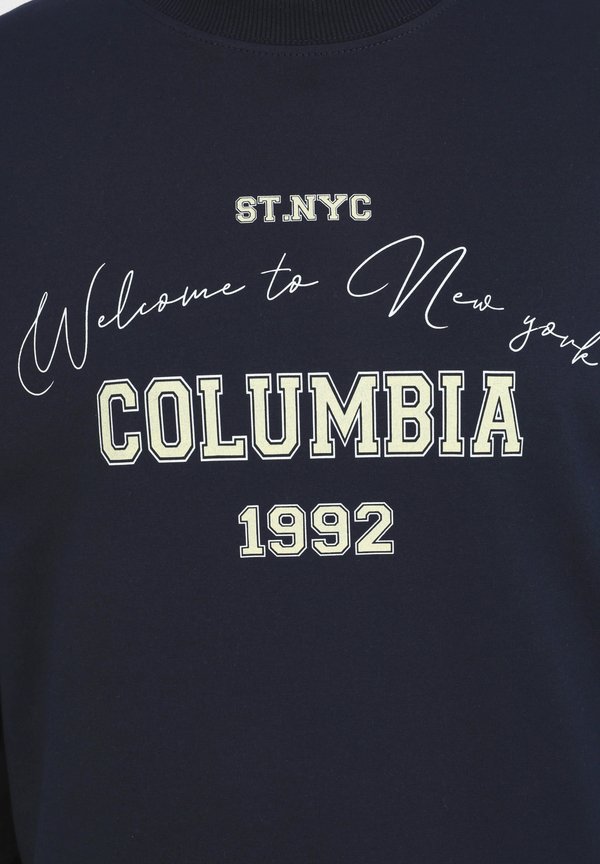 ST.NYC
Welcome to New york
COLUMBIA
1992